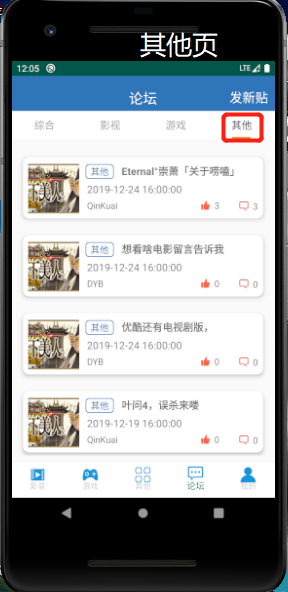 其他页
12:05 LTE
论坛 发新贴
综合 影视 游戏 其他
其他 Eternal°崇萧「关于唠嗑」
2019-12-24 16:00:00
QinKuai 3 3
其他 想看啥电影留言告诉我
2019-12-24 16:00:00
DYB 0 0
其他 优酷还有电视剧版，
2019-12-24 16:00:00
DYB 0 0
其他 叶问4，误杀来喽
2019-12-19 16:00:00
QinKuai 0 0
影音 游戏 其他 论坛 我的